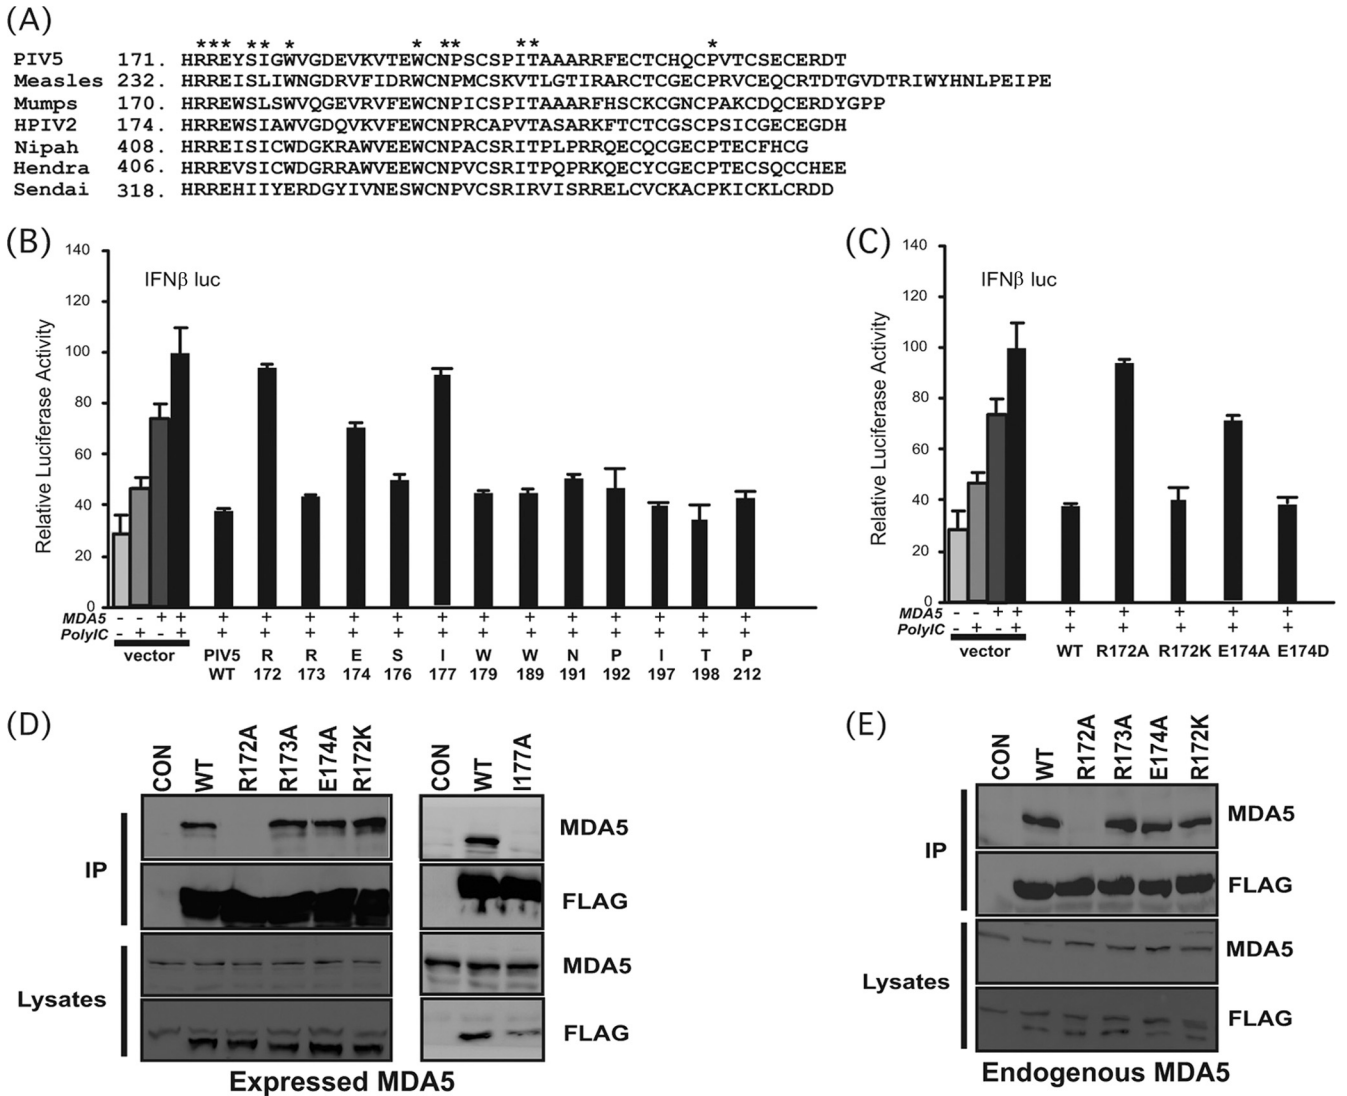 (A)
*** ** * * ** ** *
PIV5 171. HRREYSIGWVGDEVKVTEWCNPSCSPITAAARRFECTCHQCPVTCSECERDT
Measles 232. HRREISLIWNGDRVFIDRWCNPMCSKVTLGTIRARCTCGECPRVCEQCRTDTGVDTRIWYHNLPEIPE
Mumps 170. HRREWSLSWVQGEVRVFEWCNPICSPITAAARFHSCKCGNCPAKCDQCERDYGPP
HPIV2 174. HRREWSIAWVGDQVKVFEWCNPRCAPVTASARKFTCTCGSCPSICGECEGDH
Nipah 408. HRREISICWDGKRAWVEEWCNPACSRITPLPRRQECQCGECPTECFHCG
Hendra 406. HRREVSICWDGRRAWVEEWCNPVCSRITPQPRKQECYCGECPTECSQCCHEE
Sendai 318. HRREHIIYERDGYIVNESWCNPVCSRIRVISRRELCVCKACPKICKLCRDD
(B)
IFNβ luc
Relative Luciferase Activity
140
120
100
80
60
40
20
0
MDA5 - - + + + + + + + + + + + + + + +
PolyIC - + - + + + + + + + + + + + + + +
vector
PIV5 R R E S I W W N P I T P
WT 172 173 174 176 177 179 189 191 192 197 198 212
(C)
IFNβ luc
Relative Luciferase Activity
140
120
100
80
60
40
20
0
MDA5 - - + + + + + + +
PolyIC - + - + + + + + +
vector WT R172A R172K E174A E174D
(D)
CON WT R172A R173A E174A R172K
CON WT I177A
IP
MDA5
FLAG
Lysates
MDA5
FLAG
Expressed MDA5
(E)
CON WT R172A R173A E174A R172K
IP
MDA5
FLAG
Lysates
MDA5
FLAG
Endogenous MDA5